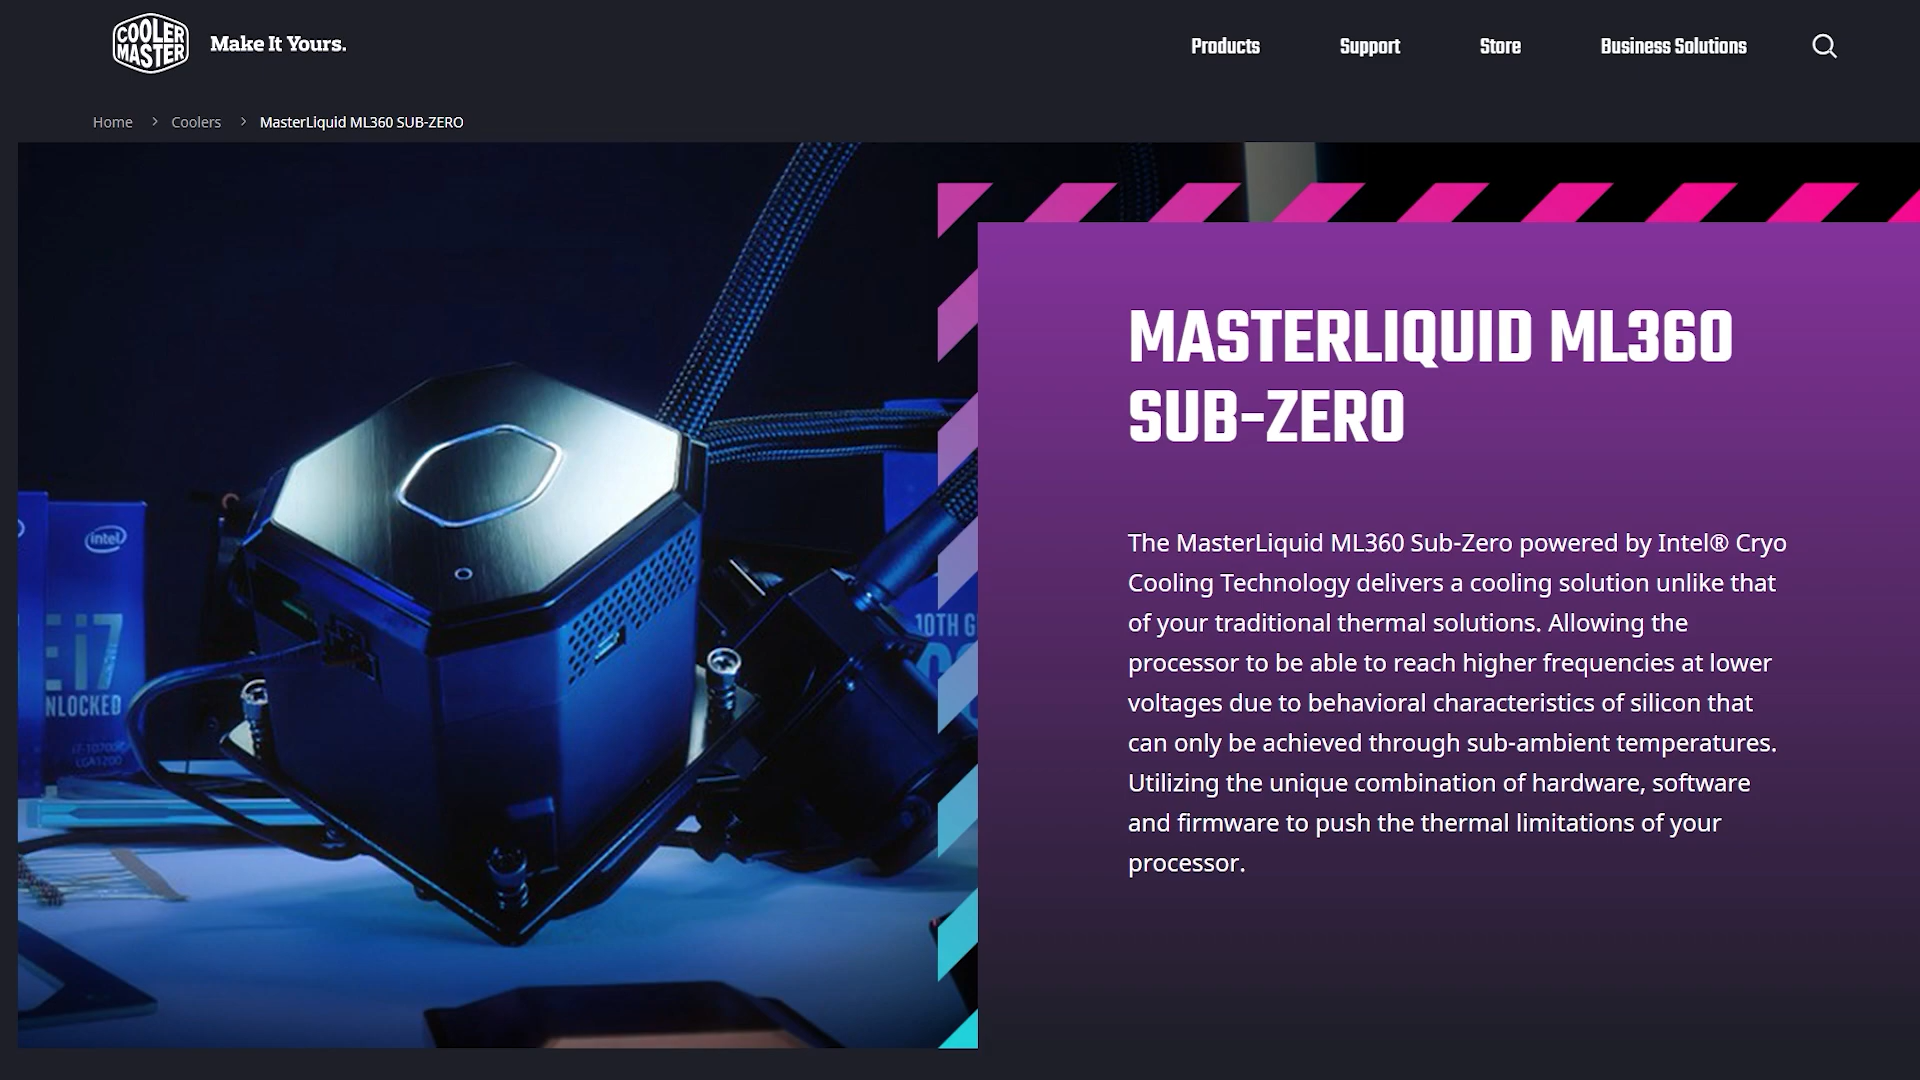 COOLER
MASTER
Make It Yours.
Products
Support
Store
Business Solutions
Home
Coolers
MasterLiquid ML360 SUB-ZERO
MASTERLIQUID ML360
SUB-ZERO
The MasterLiquid ML360 Sub-Zero powered by Intel® Cryo
Cooling Technology delivers a cooling solution unlike that
of your traditional thermal solutions. Allowing the
processor to be able to reach higher frequencies at lower
voltages due to behavioral characteristics of silicon that
can only be achieved through sub-ambient temperatures.
Utilizing the unique combination of hardware, software
and firmware to push the thermal limitations of your
processor.
intel
i7
NLOCKED
i7-10700K
LGA1200
10TH G